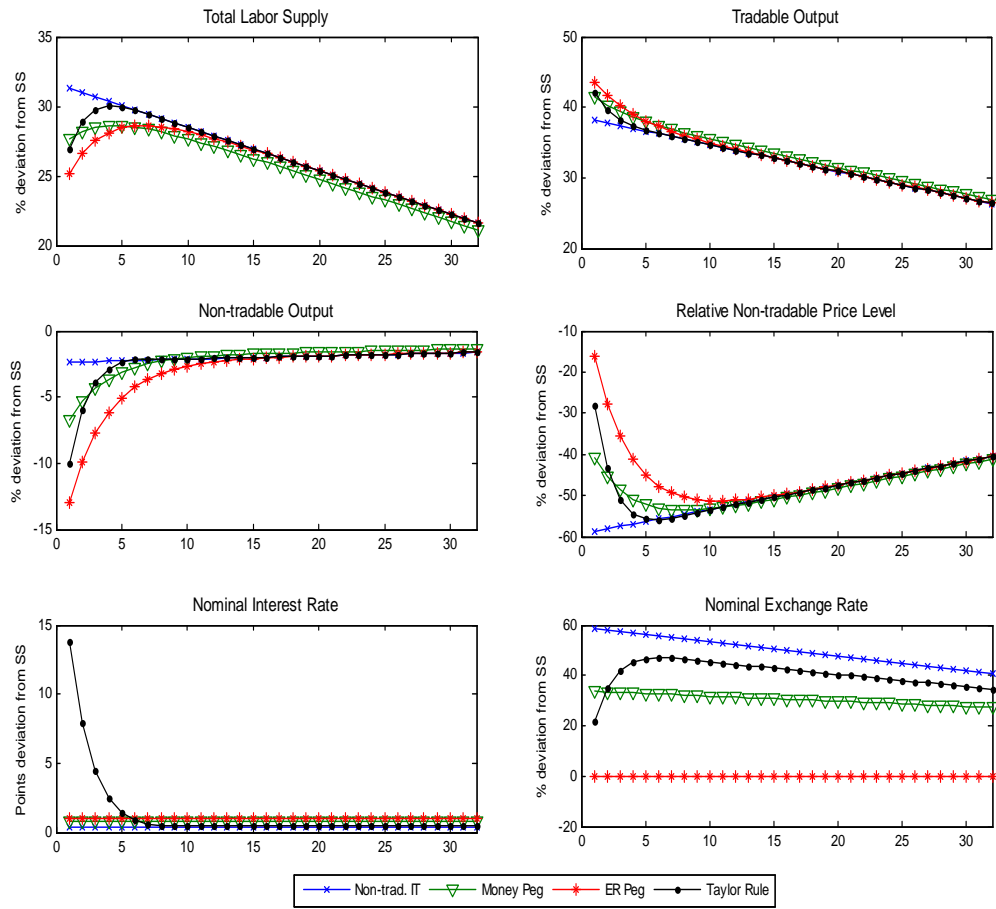 Total Labor Supply
Tradable Output
% deviation from SS
35
30
25
20
0 5 10 15 20 25 30
% deviation from SS
50
40
30
20
0 5 10 15 20 25 30
Non-tradable Output
Relative Non-tradable Price Level
% deviation from SS
0
-5
-10
-15
0 5 10 15 20 25 30
% deviation from SS
-10
-20
-30
-40
-50
-60
0 5 10 15 20 25 30
Nominal Interest Rate
Nominal Exchange Rate
Points deviation from SS
15
10
5
0
0 5 10 15 20 25 30
% deviation from SS
60
40
20
0
-20
0 5 10 15 20 25 30
Non-trad. IT Money Peg ER Peg Taylor Rule